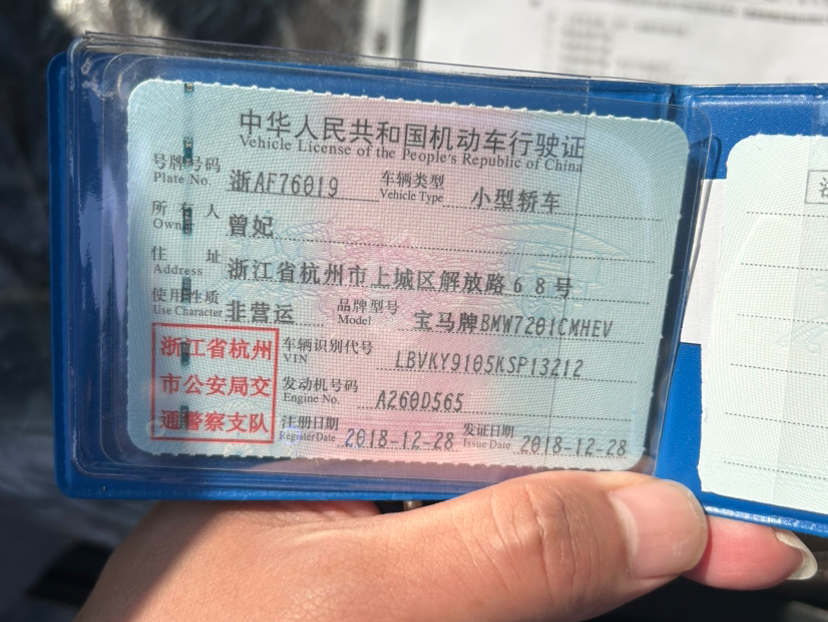 中华人民共和国机动车行驶证
Vehicle License of the People's Republic of China
号牌号码 浙AF76019 车辆类型 小型轿车
Plate No. Vehicle Type
所有人 曾妃
Owner
住址 浙江省杭州市上城区解放路68号
Address
使用性质 非营运 品牌型号 宝马牌BMW7201CMHEV
Use Character Model
浙江省杭州
市公安局交
通警察支队
车辆识别代号 LBVKY9105KSP13212
VIN
发动机号码 A260D565
Engine No.
注册日期 2018-12-28 发证日期 2018-12-28
Register Date Issue Date